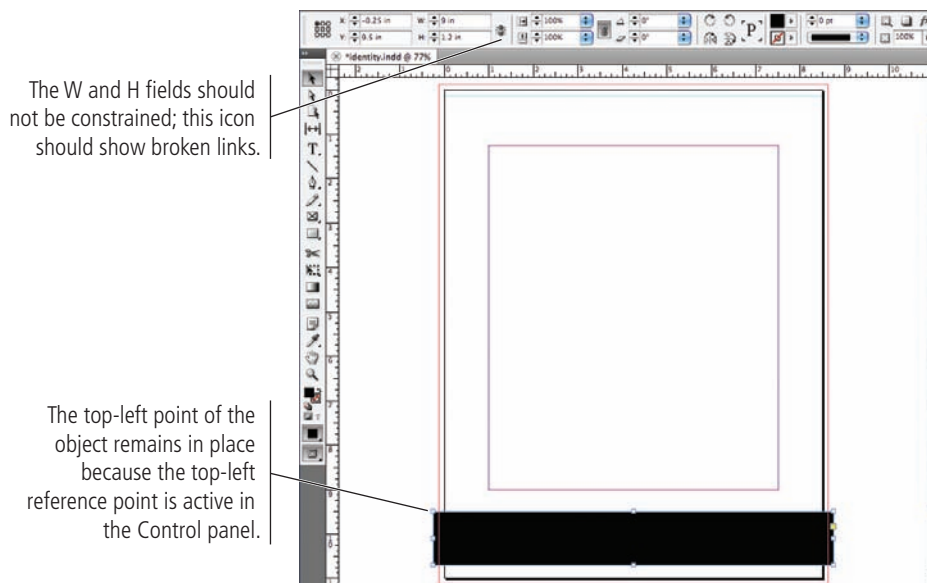 X: -0.25 in W: 9 in 100% 0° 0 pt
Y: 9.5 in H: 1.2 in 100% 0° 100%
*identity.indd @ 77%
The W and H fields should
not be constrained; this icon
should show broken links.
The top-left point of the
object remains in place
because the top-left
reference point is active in
the Control panel.